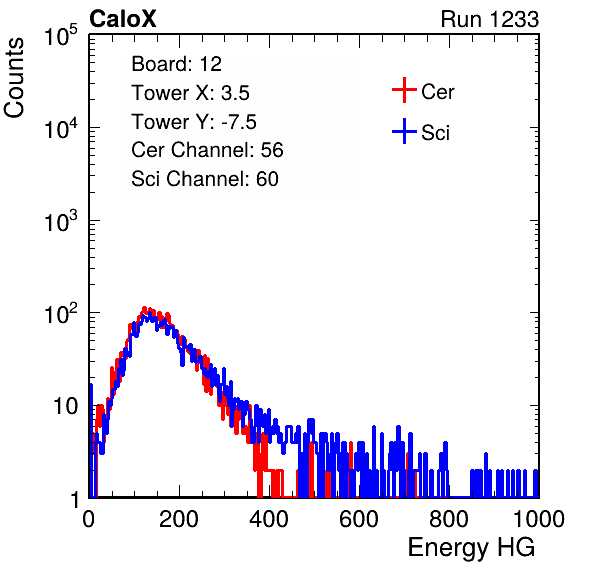 CaloX Run 1233
Counts
10^5
10^4
10^3
10^2
10
1
Board: 12
Tower X: 3.5
Tower Y: -7.5
Cer Channel: 56
Sci Channel: 60
Cer
Sci
0 200 400 600 800 1000
Energy HG